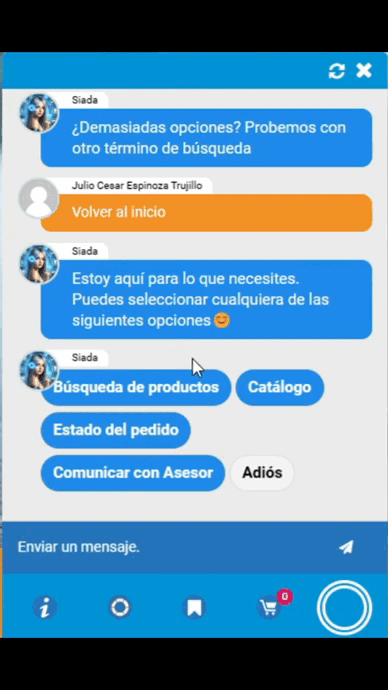 Siada
¿Demasiadas opciones? Probemos con
otro término de búsqueda
Julio Cesar Espinoza Trujillo
Volver al inicio
Siada
Estoy aquí para lo que necesites.
Puedes seleccionar cualquiera de las
siguientes opciones😊
Siada
Búsqueda de productos
Catálogo
Estado del pedido
Comunicar con Asesor
Adiós
Enviar un mensaje.
0